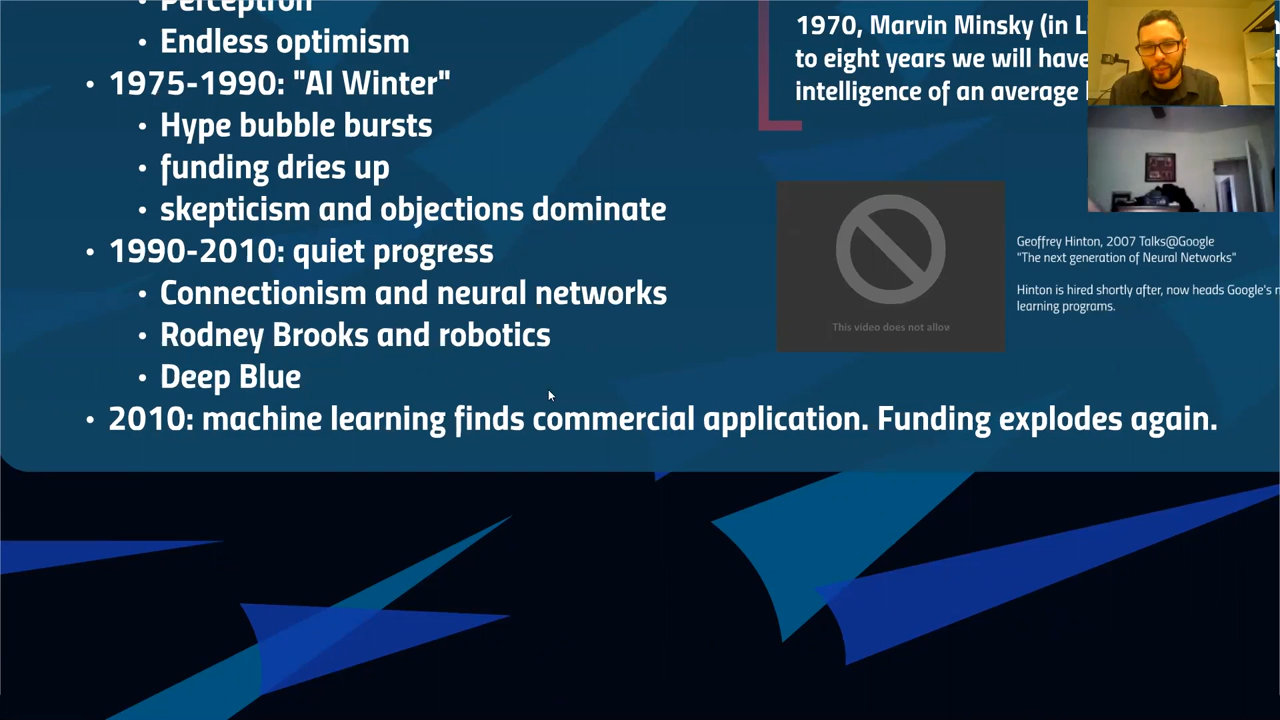 Perceptron
• Endless optimism
• 1975-1990: "AI Winter"
• Hype bubble bursts
• funding dries up
• skepticism and objections dominate
• 1990-2010: quiet progress
• Connectionism and neural networks
• Rodney Brooks and robotics
• Deep Blue
• 2010: machine learning finds commercial application. Funding explodes again.
1970, Marvin Minsky (in
to eight years we will have
intelligence of an average
This video does not allow
Geoffrey Hinton, 2007 Talks@Google
"The next generation of Neural Networks"
Hinton is hired shortly after, now heads Google's
learning programs.